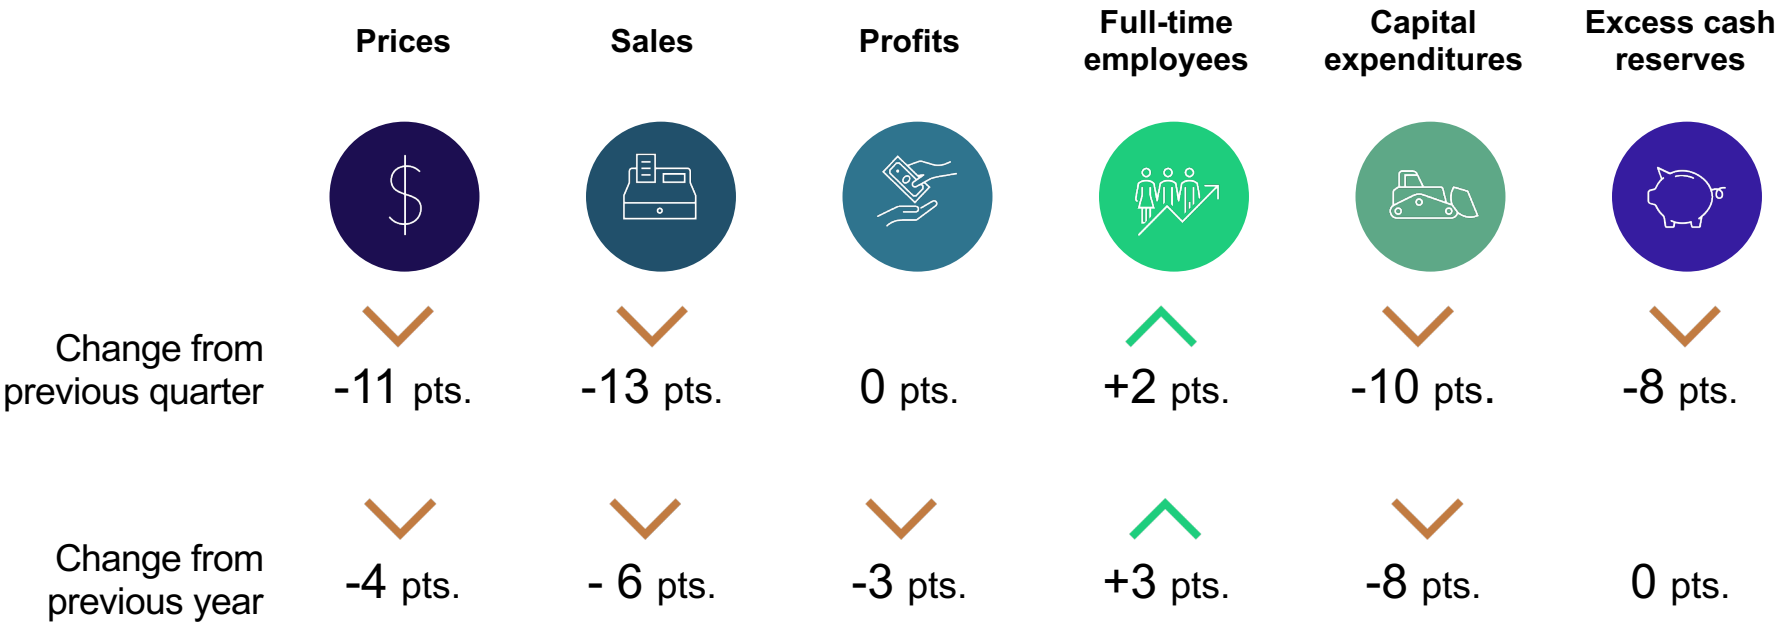 Prices
Sales
Profits
Full-time
employees
Capital
expenditures
Excess cash
reserves
Change from
previous quarter
-11 pts.
-13 pts.
0 pts.
+2 pts.
-10 pts.
-8 pts.
Change from
previous year
-4 pts.
- 6 pts.
-3 pts.
+3 pts.
-8 pts.
0 pts.